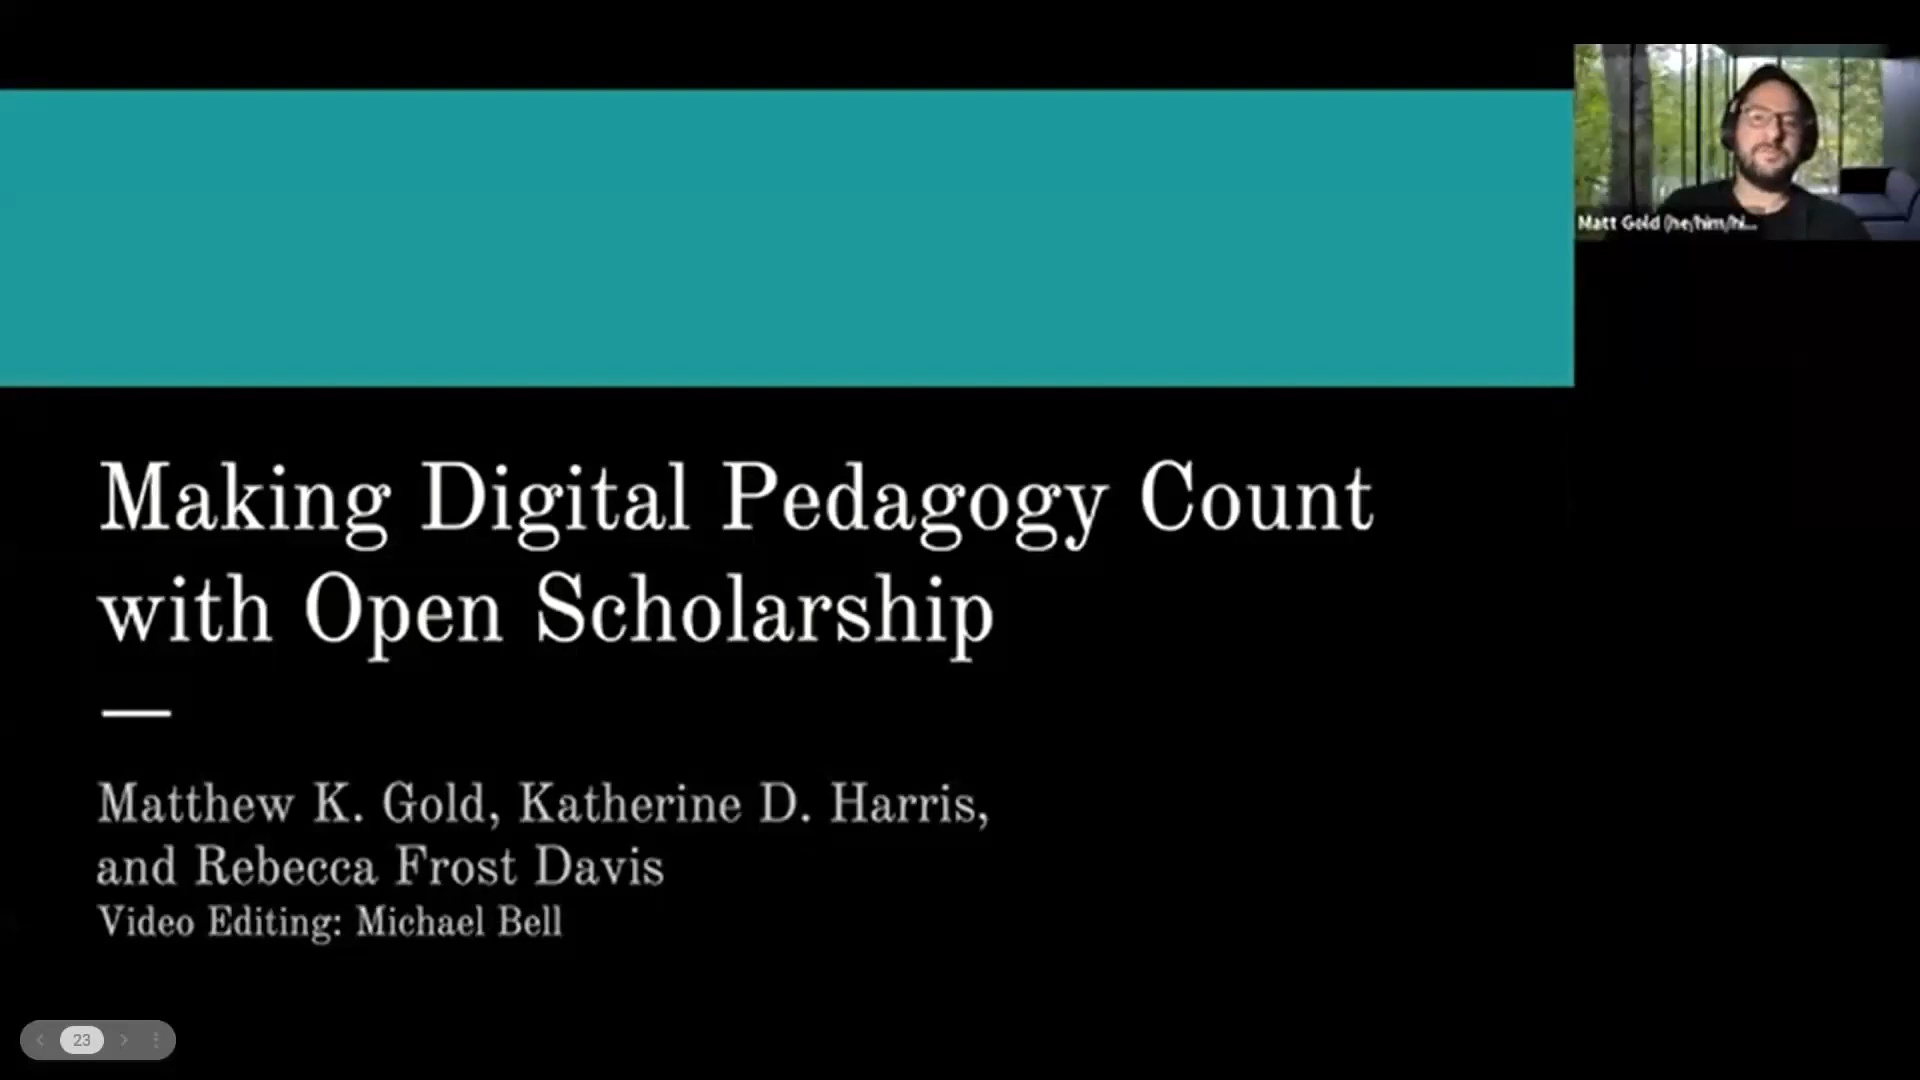 Matt Gold (he/him/hi...
Making Digital Pedagogy Count
with Open Scholarship
Matthew K. Gold, Katherine D. Harris,
and Rebecca Frost Davis
Video Editing: Michael Bell
23